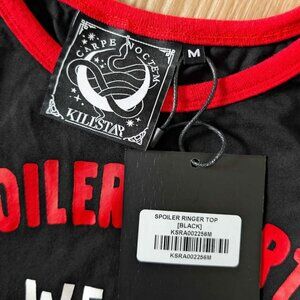 CARPE NOCTEM
KILLSTAR
M
SPOILER RINGER TOP
[BLACK]
KSRA002256M
KSRA002256M
OILER
WE